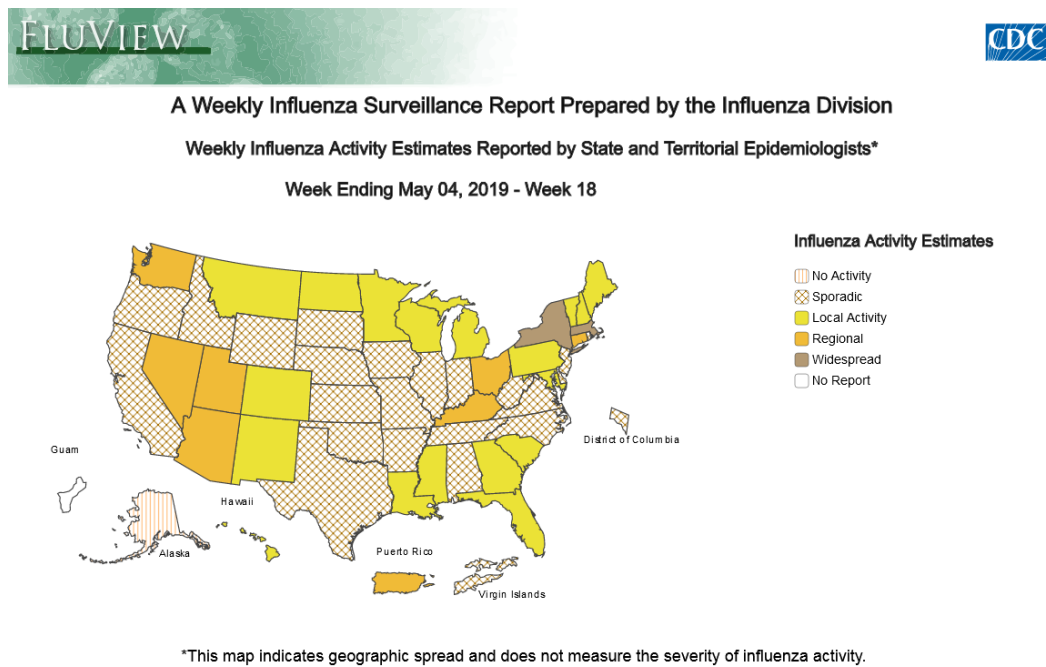 FLUVIEW
CDC
A Weekly Influenza Surveillance Report Prepared by the Influenza Division
Weekly Influenza Activity Estimates Reported by State and Territorial Epidemiologists*
Week Ending May 04, 2019 - Week 18
Influenza Activity Estimates
No Activity
Sporadic
Local Activity
Regional
Widespread
No Report
District of Columbia
Guam
Hawaii
Alaska
Puerto Rico
Virgin Islands
*This map indicates geographic spread and does not measure the severity of influenza activity.